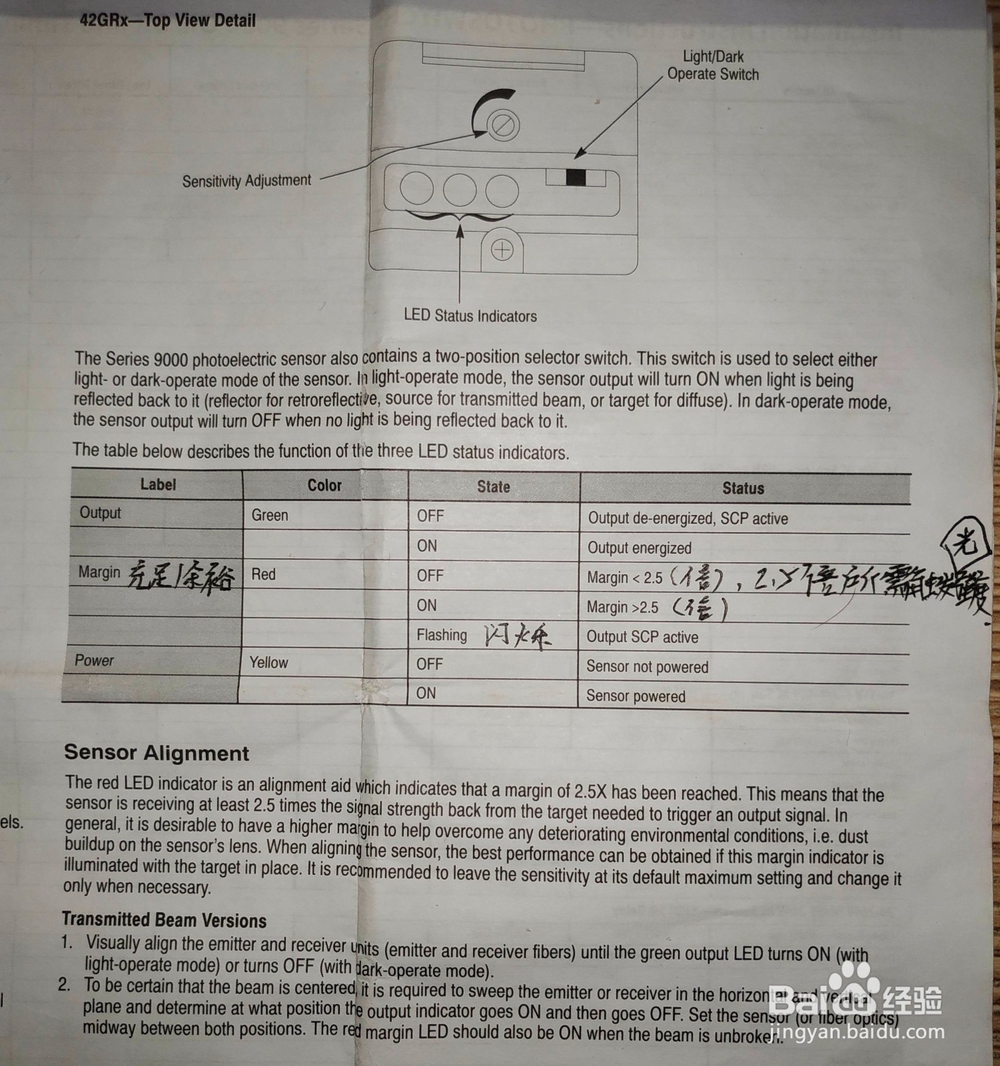 42GRx—Top View Detail
Light/Dark
Operate Switch
Sensitivity Adjustment
LED Status Indicators
The Series 9000 photoelectric sensor also contains a two-position selector switch. This switch is used to select either
light- or dark-operate mode of the sensor. In light-operate mode, the sensor output will turn ON when light is being
reflected back to it (reflector for retroreflective, source for transmitted beam, or target for diffuse). In dark-operate mode,
the sensor output will turn OFF when no light is being reflected back to it.
The table below describes the function of the three LED status indicators.
Label Color State Status
Output Green OFF Output de-energized, SCP active
ON Output energized
光
Margin 充足/余裕 Red OFF Margin < 2.5 (倍), 2.5倍
ON Margin >2.5 (倍)
Flashing 闪烁 Output SCP active
Power Yellow OFF Sensor not powered
ON Sensor powered
Sensor Alignment
The red LED indicator is an alignment aid which indicates that a margin of 2.5X has been reached. This means that the
sensor is receiving at least 2.5 times the signal strength back from the target needed to trigger an output signal. In
els.
general, it is desirable to have a higher margin to help overcome any deteriorating environmental conditions, i.e. dust
buildup on the sensor's lens. When aligning the sensor, the best performance can be obtained if this margin indicator is
illuminated with the target in place. It is recommended to leave the sensitivity at its default maximum setting and change it
only when necessary.
Transmitted Beam Versions
1. Visually align the emitter and receiver units (emitter and receiver fibers) until the green output LED turns ON (with
light-operate mode) or turns OFF (with dark-operate mode).
2. To be certain that the beam is centered, it is required to sweep the emitter or receiver in the horizontal and vertical
plane and determine at what position the output indicator goes ON and then goes OFF. Set the sensor (or fiber optics)
midway between both positions. The red margin LED should also be ON when the beam is unbroken.
Baidu经验
jingyan.baidu.com